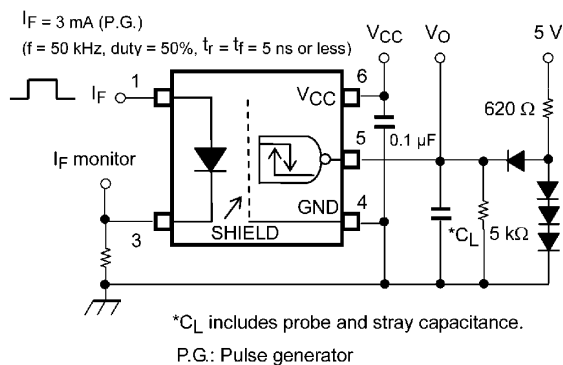 I_F = 3 mA (P.G.)
(f = 50 kHz, duty = 50%, t_r = t_f = 5 ns or less)
V_CC
V_O
5 V
1
I_F
6
V_CC
620 Ω
5
0.1 μF
I_F monitor
GND
4
3
SHIELD
*C_L
5 kΩ
*C_L includes probe and stray capacitance.
P.G.: Pulse generator